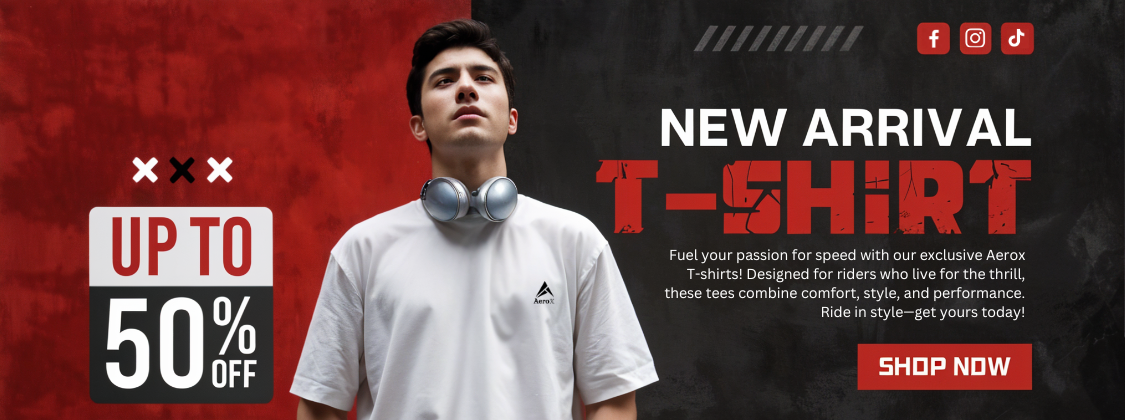 UP TO
50% OFF
AeroX
NEW ARRIVAL
T-SHiRT
Fuel your passion for speed with our exclusive Aerox
T-shirts! Designed for riders who live for the thrill,
these tees combine comfort, style, and performance.
Ride in style—get yours today!
SHOP NOW